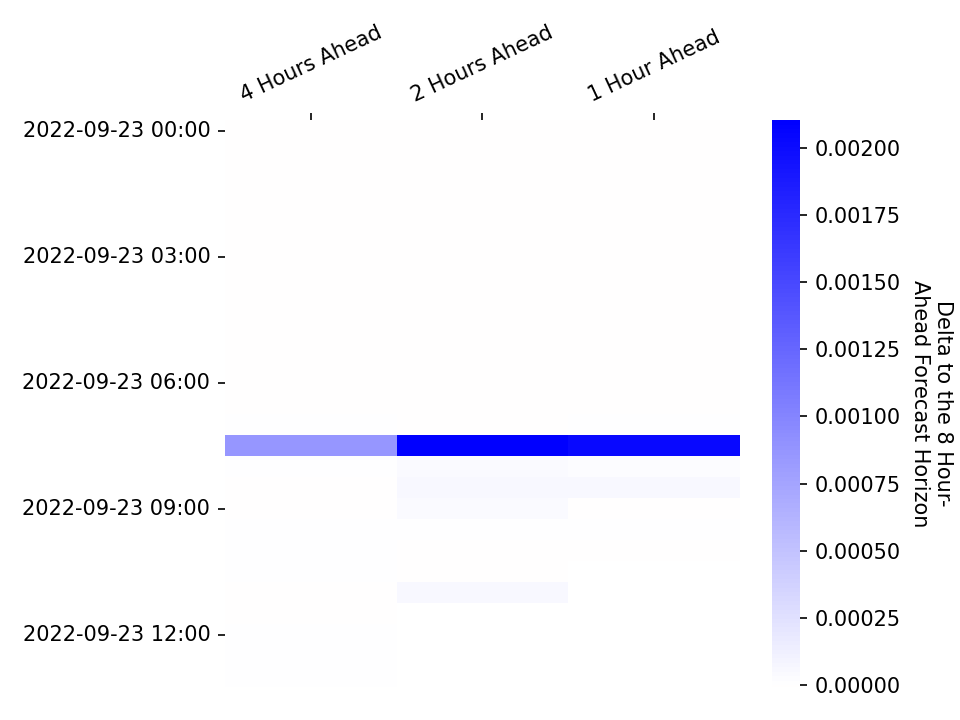 4 Hours Ahead
2 Hours Ahead
1 Hour Ahead
2022-09-23 00:00
2022-09-23 03:00
2022-09-23 06:00
2022-09-23 09:00
2022-09-23 12:00
0.00200
0.00175
0.00150
0.00125
0.00100
0.00075
0.00050
0.00025
0.00000
Delta to the 8 Hour-
Ahead Forecast Horizon